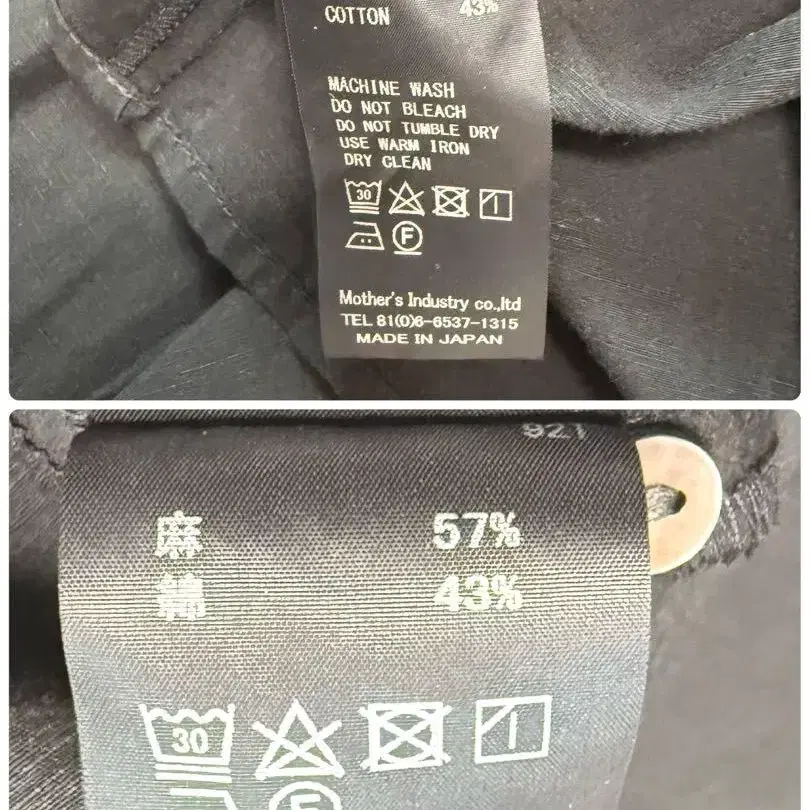 COTTON 43%
MACHINE WASH
DO NOT BLEACH
DO NOT TUMBLE DRY
USE WARM IRON
DRY CLEAN
30
F
Mother's Industry co.,ltd
TEL 81(0)6-6537-1315
MADE IN JAPAN
921
麻 57%
綿 43%
30
F